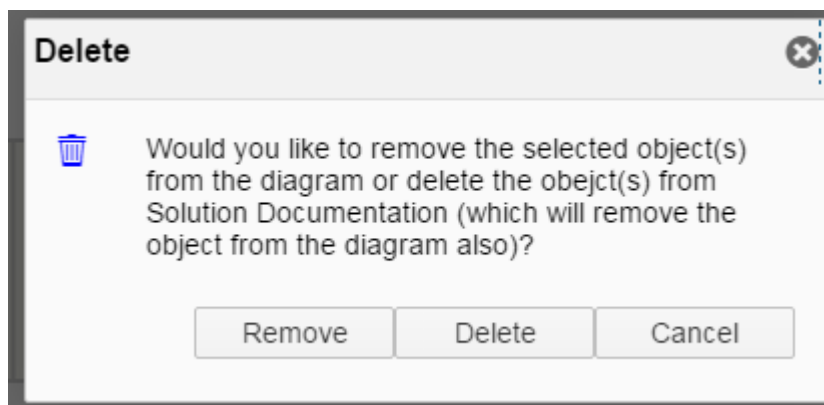 Delete
Would you like to remove the selected object(s)
from the diagram or delete the obejct(s) from
Solution Documentation (which will remove the
object from the diagram also)?
Remove Delete Cancel